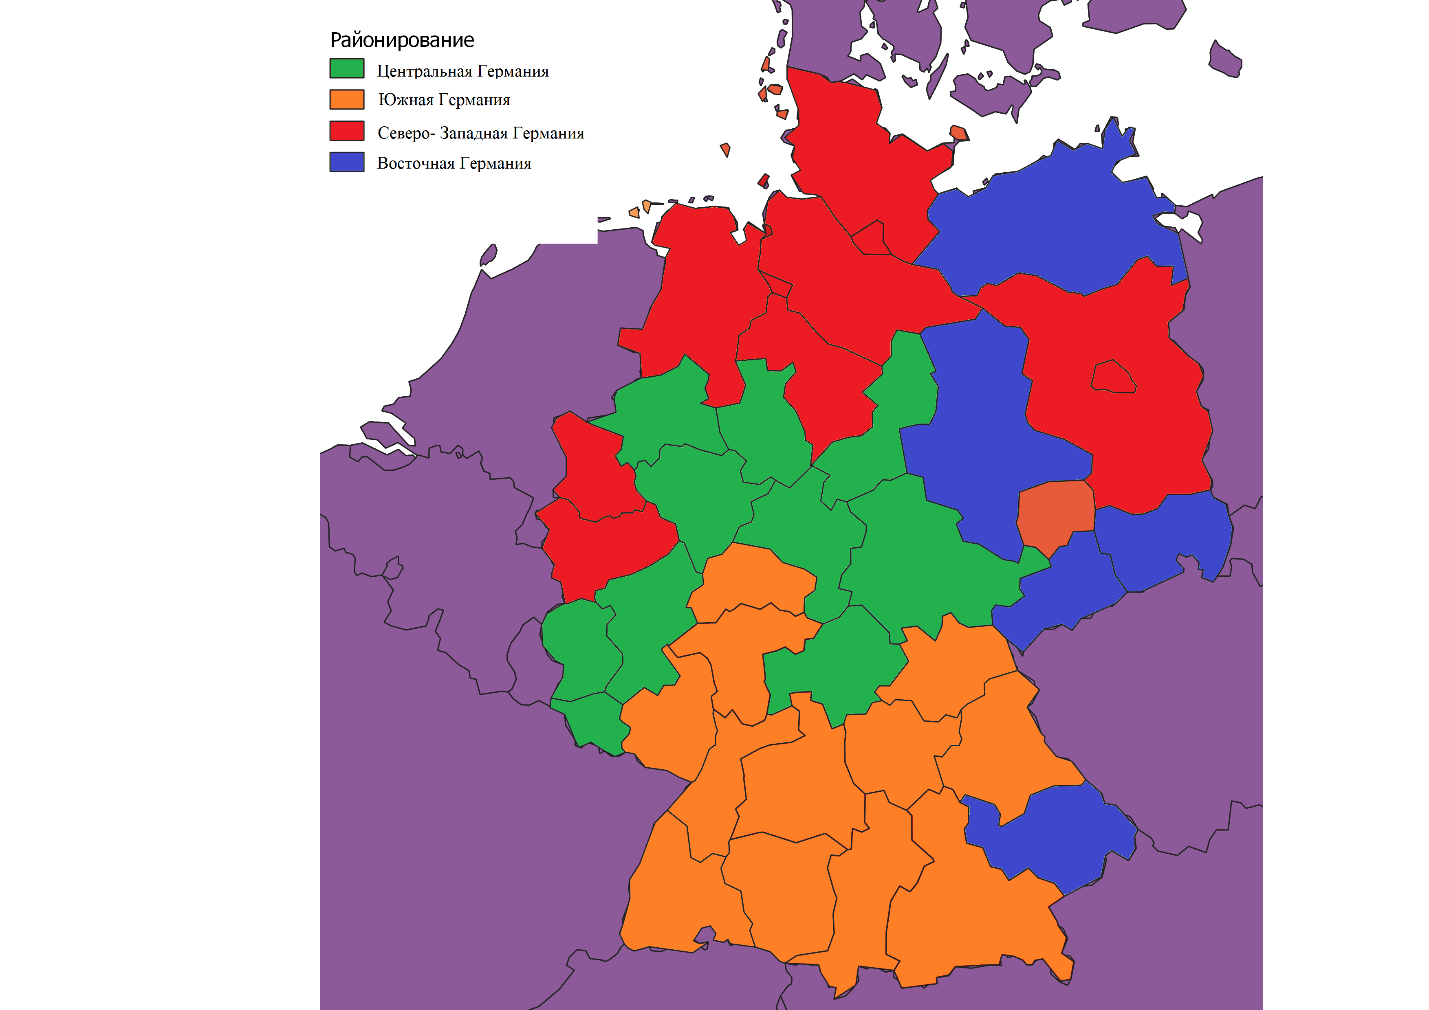 Районирование
Центральная Германия
Южная Германия
Северо- Западная Германия
Восточная Германия